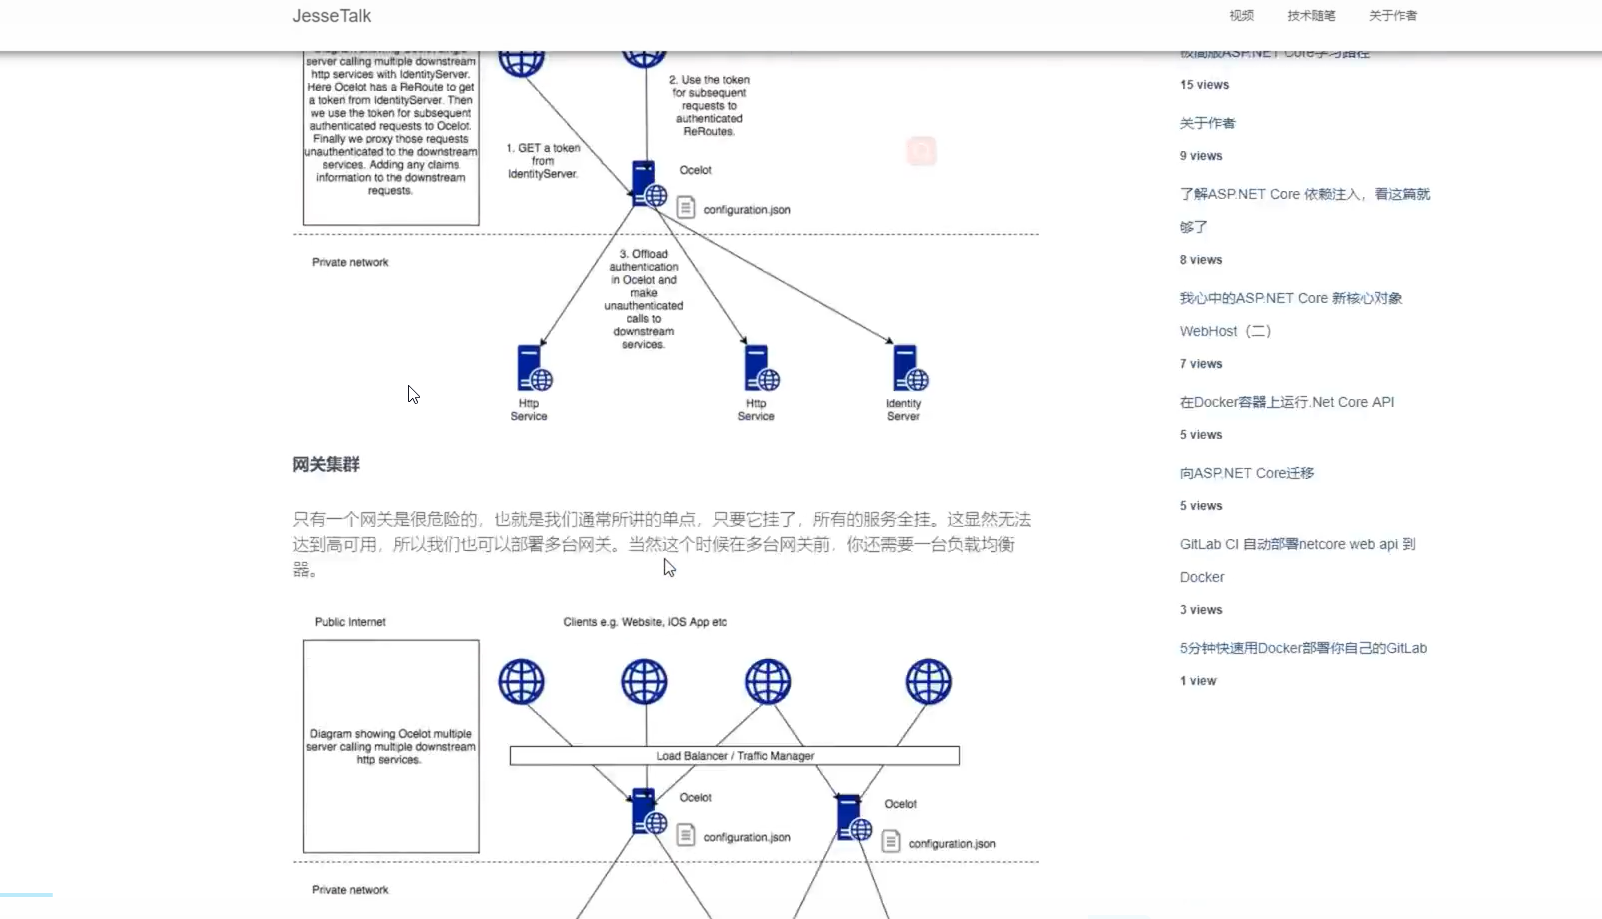 JesseTalk
视频
技术随笔
关于作者
server calling multiple downstream
http services with IdentityServer.
Here Ocelot has a ReRoute to get
a token from IdentityServer. Then
we use the token for subsequent
authenticated requests to Ocelot.
Finally we proxy those requests
unauthenticated to the downstream
services. Adding any claims
information to the downstream
requests.
1. GET a token
from
IdentityServer.
2. Use the token
for subsequent
requests to
authenticated
ReRoutes.
Ocelot
configuration.json
Private network
3. Offload
authentication
in Ocelot and
make
unauthenticated
calls to
downstream
services.
Http
Service
Http
Service
Identity
Server
网关集群
只有一个网关是很危险的，也就是我们通常所讲的单点，只要它挂了，所有的服务全挂。这显然无法
达到高可用，所以我们也可以部署多台网关。当然这个时候在多台网关前，你还需要一台负载均衡
器。
Public Internet
Clients e.g. Website, iOS App etc
Diagram showing Ocelot multiple
server calling multiple downstream
http services.
Load Balancer / Traffic Manager
Ocelot
configuration.json
Ocelot
configuration.json
Private network
极简版ASP.NET Core学习路径
15 views
关于作者
9 views
了解ASP.NET Core 依赖注入，看这篇就
够了
8 views
我心中的ASP.NET Core 新核心对象
WebHost（二）
7 views
在Docker容器上运行.Net Core API
5 views
向ASP.NET Core迁移
5 views
GitLab CI 自动部署netcore web api 到
Docker
3 views
5分钟快速用Docker部署你自己的GitLab
1 view